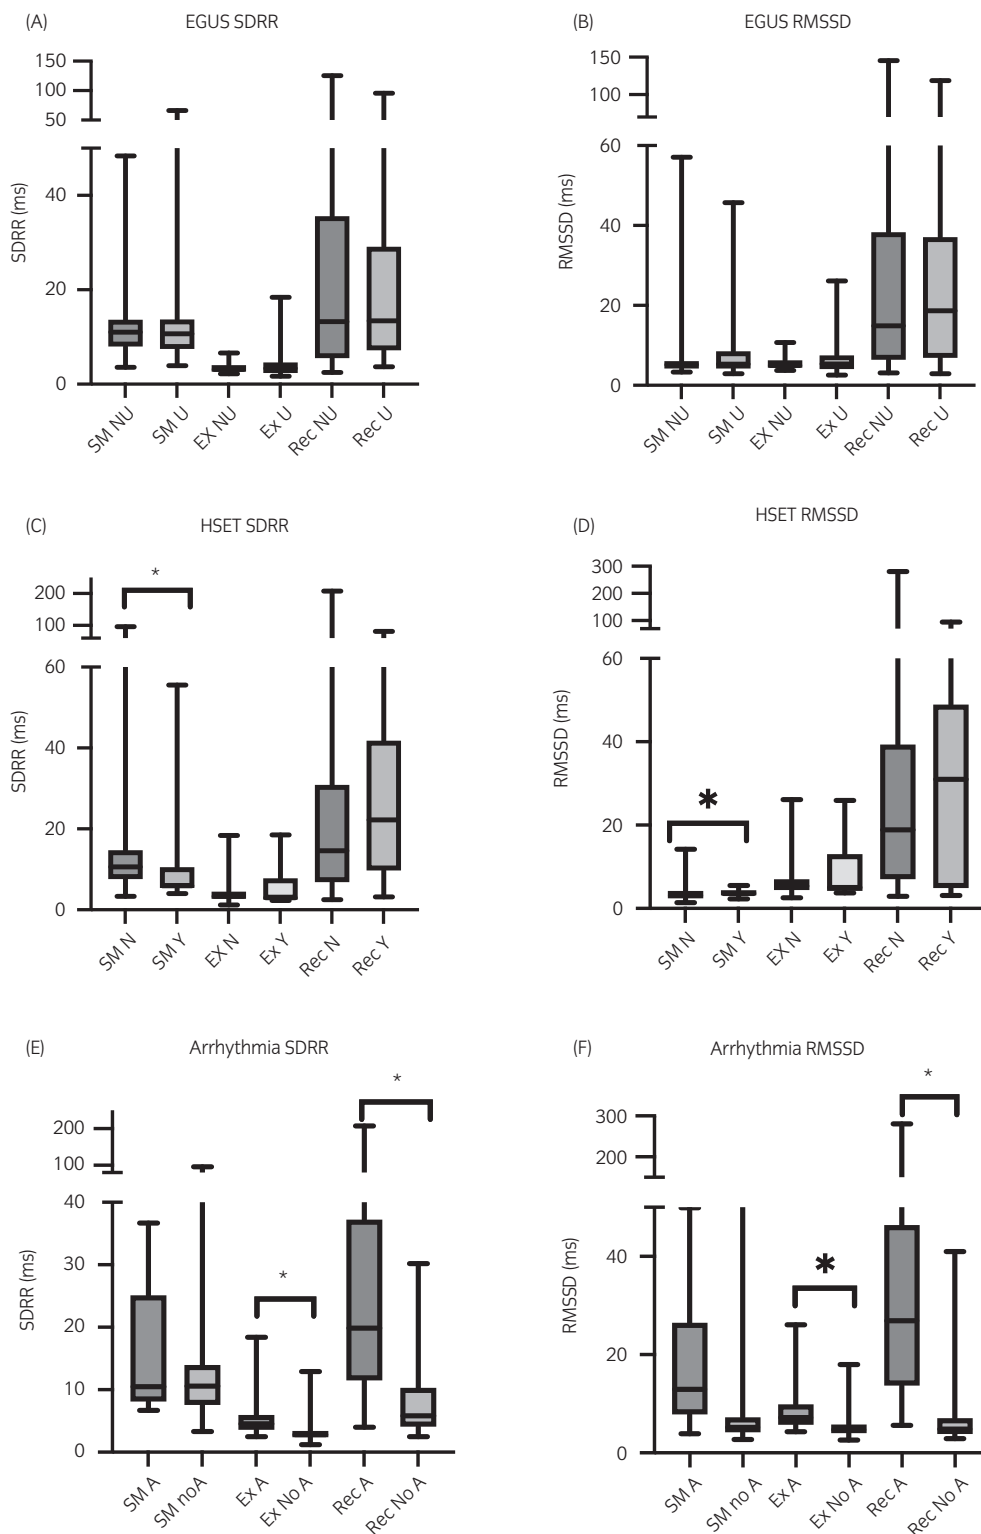 (A) EGUS SDRR
150
100
50
40
20
0
SDRR (ms)
SM NU
SM U
EX NU
Ex U
Rec NU
Rec U
(B) EGUS RMSSD
150
100
60
40
20
0
RMSSD (ms)
SM NU
SM U
EX NU
Ex U
Rec NU
Rec U
(C) HSET SDRR
*
200
100
60
40
20
0
SDRR (ms)
SM N
SM Y
EX N
Ex Y
Rec N
Rec Y
(D) HSET RMSSD
*
300
200
100
60
40
20
0
RMSSD (ms)
SM N
SM Y
EX N
Ex Y
Rec N
Rec Y
(E) Arrhythmia SDRR
*
*
200
100
40
30
20
10
0
SDRR (ms)
SM A
SM noA
Ex A
Ex No A
Rec A
Rec No A
(F) Arrhythmia RMSSD
*
*
300
200
40
20
0
RMSSD (ms)
SM A
SM no A
Ex A
Ex No A
Rec A
Rec No A